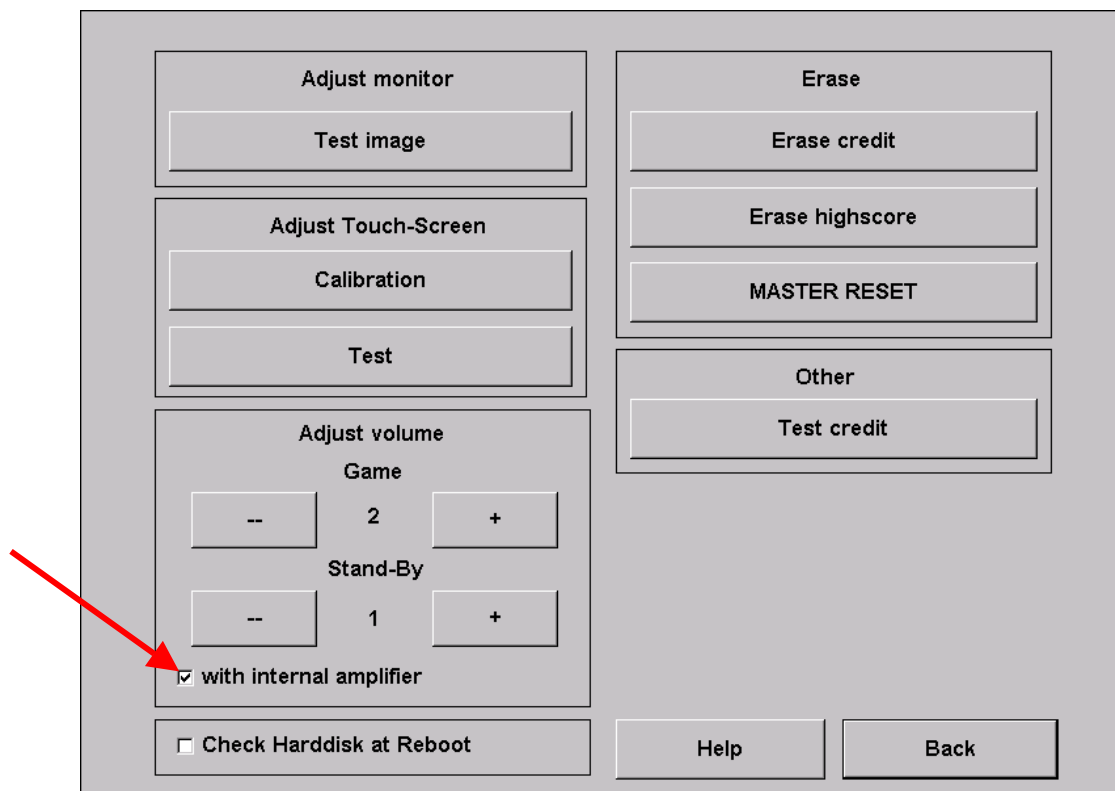 Adjust monitor
Test image
Adjust Touch-Screen
Calibration
Test
Adjust volume
Game
-- 2 +
Stand-By
-- 1 +
with internal amplifier
Check Harddisk at Reboot
Erase
Erase credit
Erase highscore
MASTER RESET
Other
Test credit
Help
Back